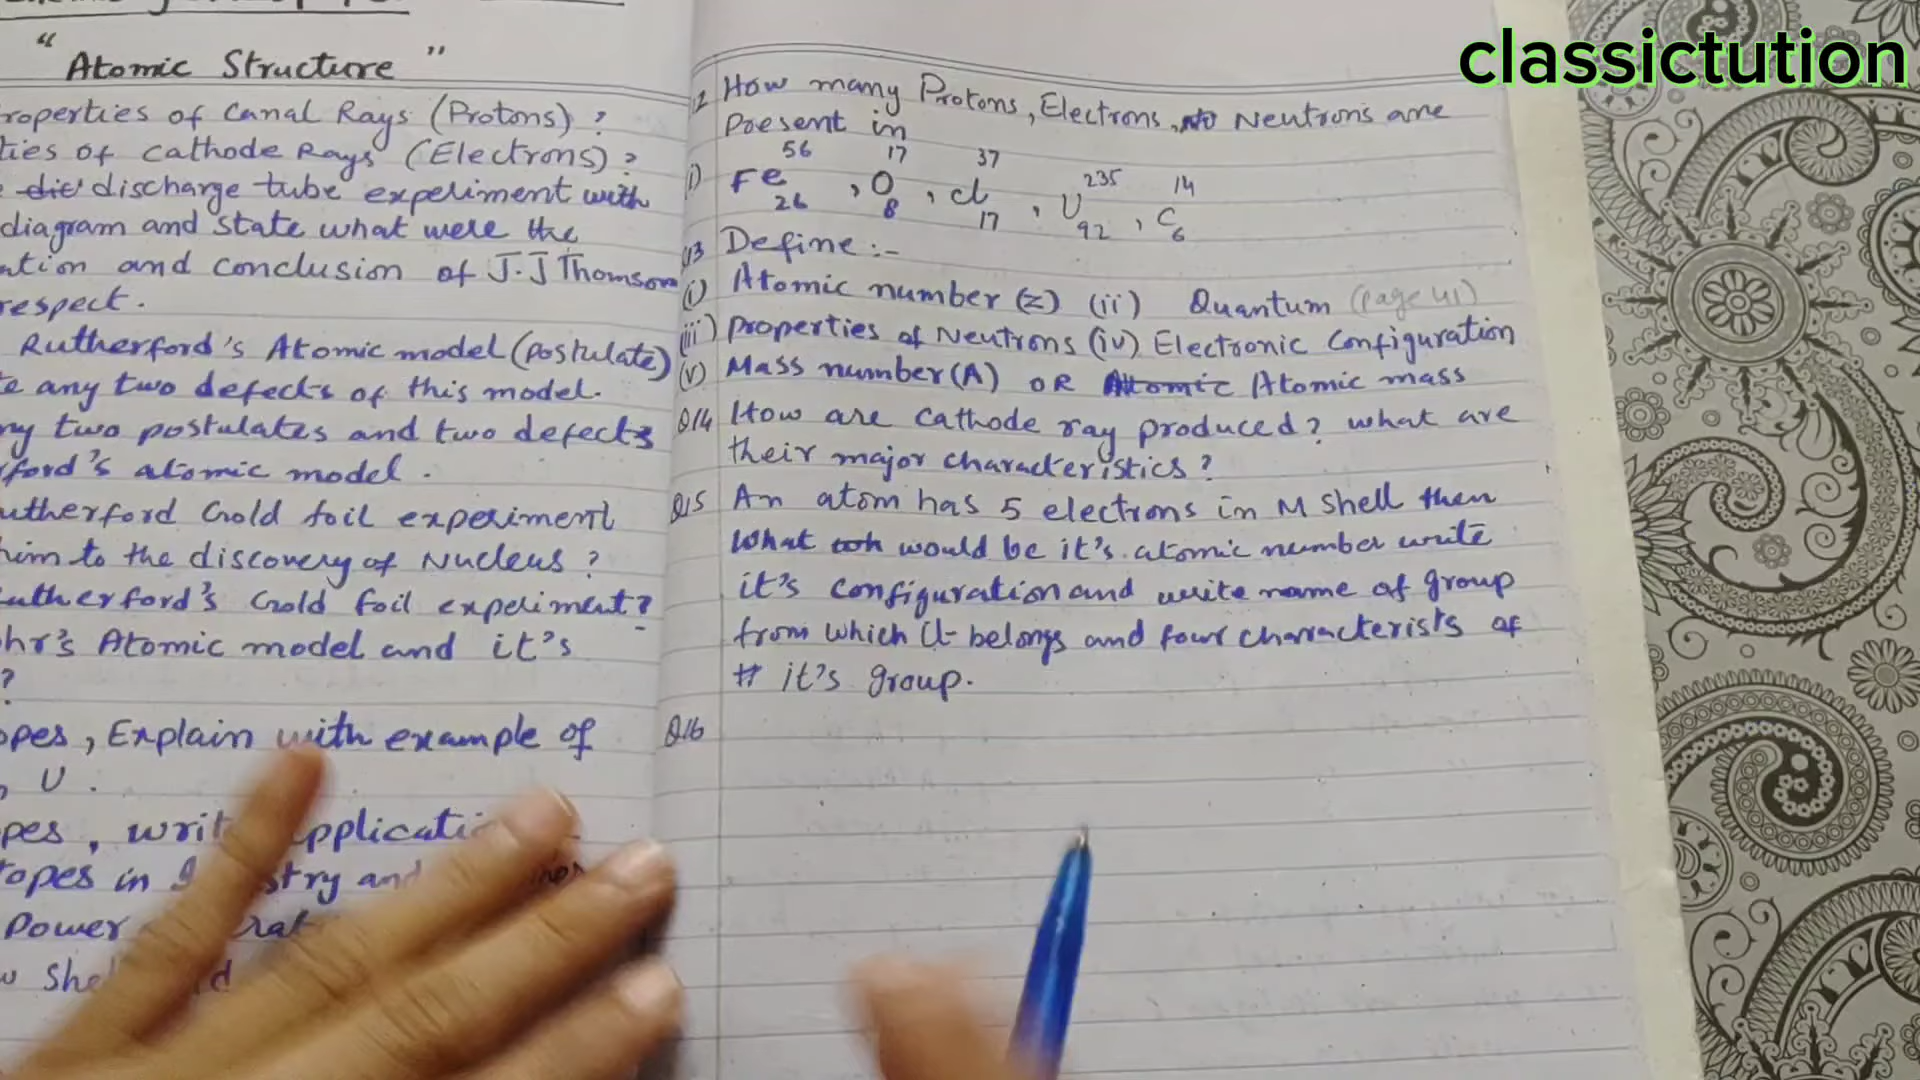 classictution
" Atomic Structure "
roperties of Canal Rays (Protons) ?
ties of Cathode Rays (Electrons) ?
discharge tube experiment with
diagram and State what were the
ation and conclusion of J.J Thomson
respect.
Rutherford's Atomic model (Postulate)
te any two defects of this model.
ny two postulates and two defects
ford's atomic model.
utherford Gold foil experiment
him to the discovery of Nucleus ?
utherford's Gold foil experiment ?
ohr's Atomic model and it's
?
opes, Explain with example of
, U .
opes, writ applicati
topes in stry and
Power rat
w She
12 How many Protons, Electrons, Neutrons are
Present in
i) Fe 56 26 , O 17 8 , cl 37 17 , U 235 92 , C 14 6
13 Define :-
(i) Atomic number (z) (ii) Quantum (page 41)
(iii) Properties of Neutrons (iv) Electronic Configuration
(v) Mass number (A) OR Atomic mass
Q14 How are cathode ray produced? what are
their major characteristics ?
Q15 An atom has 5 electrons in M shell then
What would be it's atomic number write
it's configuration and write name of group
from which it belongs and four characterists of
it's group.
Q16